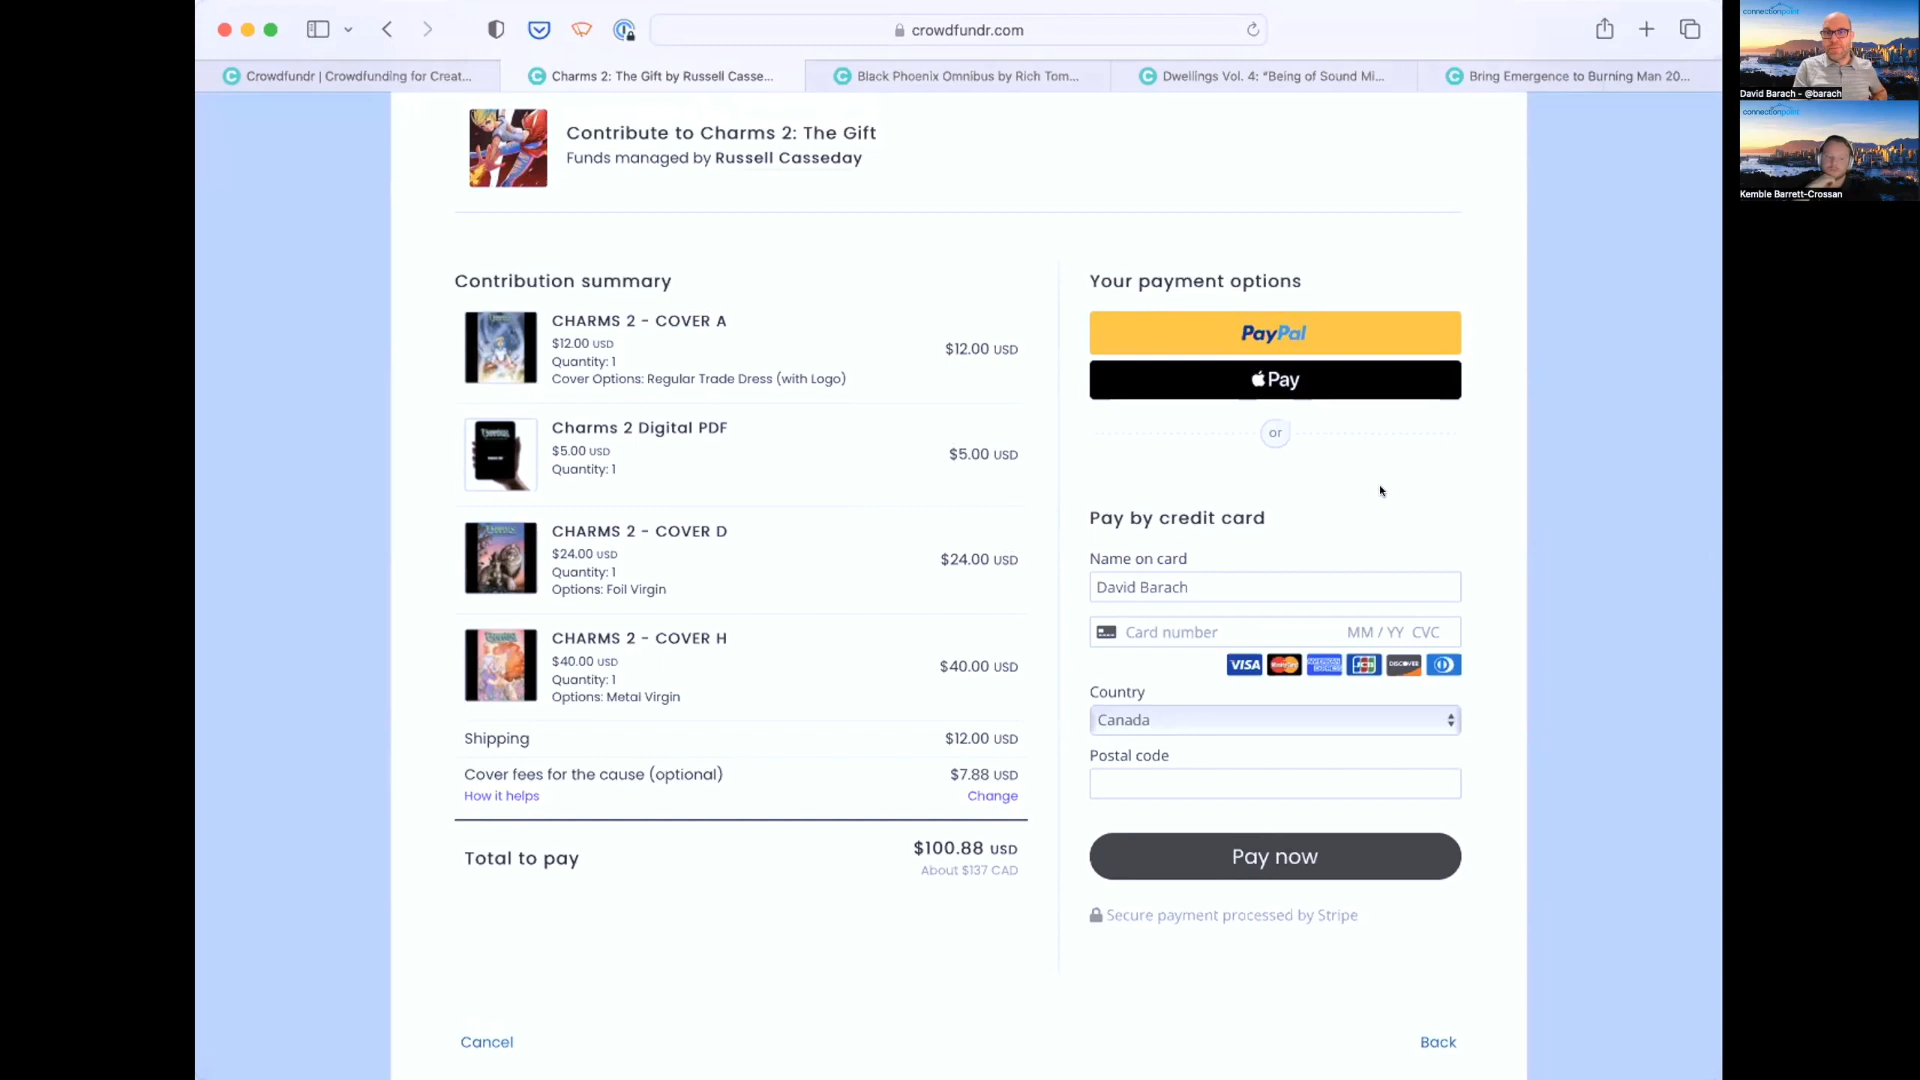 crowdfundr.com
Crowdfundr | Crowdfunding for Creat...
Charms 2: The Gift by Russell Casse...
Black Phoenix Omnibus by Rich Tom...
Dwellings Vol. 4: "Being of Sound Mi...
Bring Emergence to Burning Man 20...
connectionpoint
David Barach - @barach
connectionpoint
Kemble Barrett-Crossan
Contribute to Charms 2: The Gift
Funds managed by Russell Casseday
Contribution summary
CHARMS 2 - COVER A
$12.00 USD
Quantity: 1
Cover Options: Regular Trade Dress (with Logo)
$12.00 USD
Charms 2 Digital PDF
$5.00 USD
Quantity: 1
$5.00 USD
CHARMS 2 - COVER D
$24.00 USD
Quantity: 1
Options: Foil Virgin
$24.00 USD
CHARMS 2 - COVER H
$40.00 USD
Quantity: 1
Options: Metal Virgin
$40.00 USD
Shipping $12.00 USD
Cover fees for the cause (optional) $7.88 USD
How it helps Change
Total to pay $100.88 USD
About $137 CAD
Your payment options
PayPal
Pay
or
Pay by credit card
Name on card
David Barach
Card number MM / YY CVC
VISA MasterCard AMERICAN EXPRESS JCB DISCOVER
Country
Canada
Postal code
Pay now
Secure payment processed by Stripe
Cancel
Back